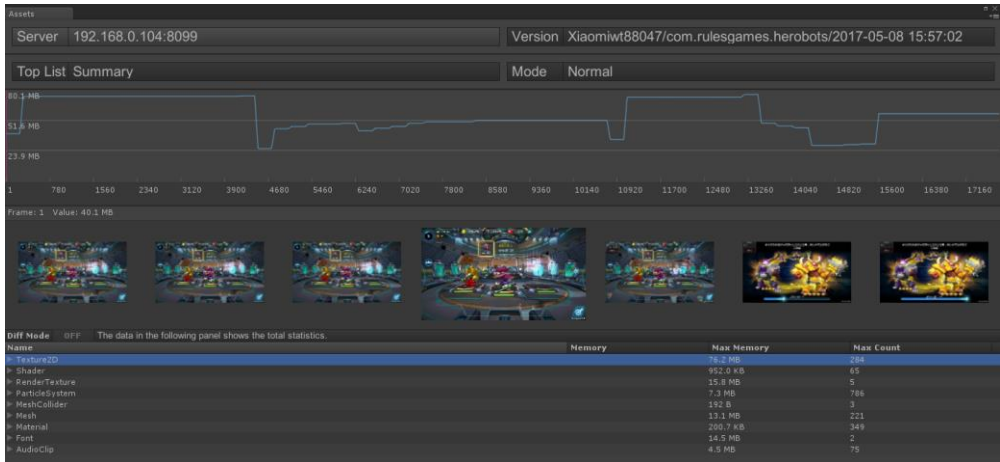 Assets
Server 192.168.0.104:8099 Version Xiaomiwt88047/com.rulesgames.herobots/2017-05-08 15:57:02
Top List Summary Mode Normal
80.1 MB
51.6 MB
23.9 MB
1 780 1560 2340 3120 3900 4680 5460 6240 7020 7800 8580 9360 10140 10920 11700 12480 13260 14040 14820 15600 16380 17160
Frame: 1 Value: 40.1 MB
Diff Mode OFF The data in the following panel shows the total statistics.
Name Memory Max Memory Max Count
Texture2D 76.2 MB 284
Shader 952.0 KB 65
RenderTexture 15.8 MB 5
ParticleSystem 7.3 MB 786
MeshCollider 192 B 3
Mesh 13.1 MB 221
Material 200.7 KB 349
Font 14.5 MB 2
AudioClip 4.5 MB 75